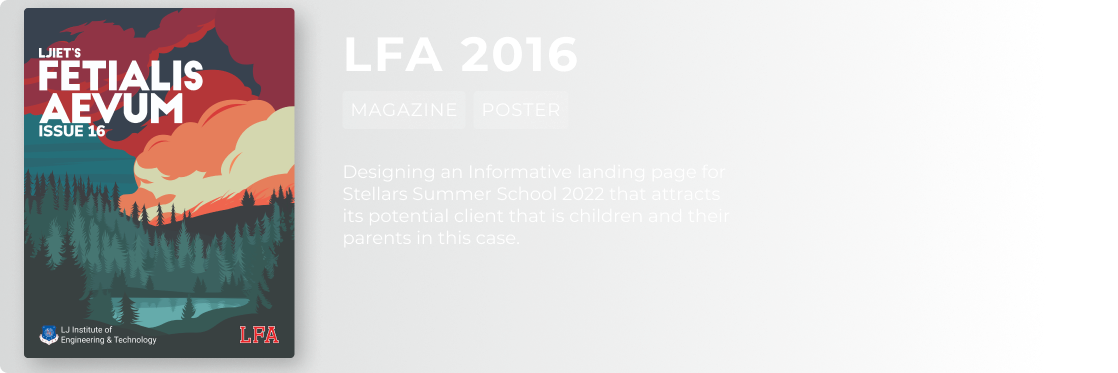 LJIET'S
FETIALIS
AEVUM
ISSUE 16
LJ Institute of
Engineering & Technology
LFA
LFA 2016
MAGAZINE POSTER
Designing an Informative landing page for
Stellars Summer School 2022 that attracts
its potential client that is children and their
parents in this case.